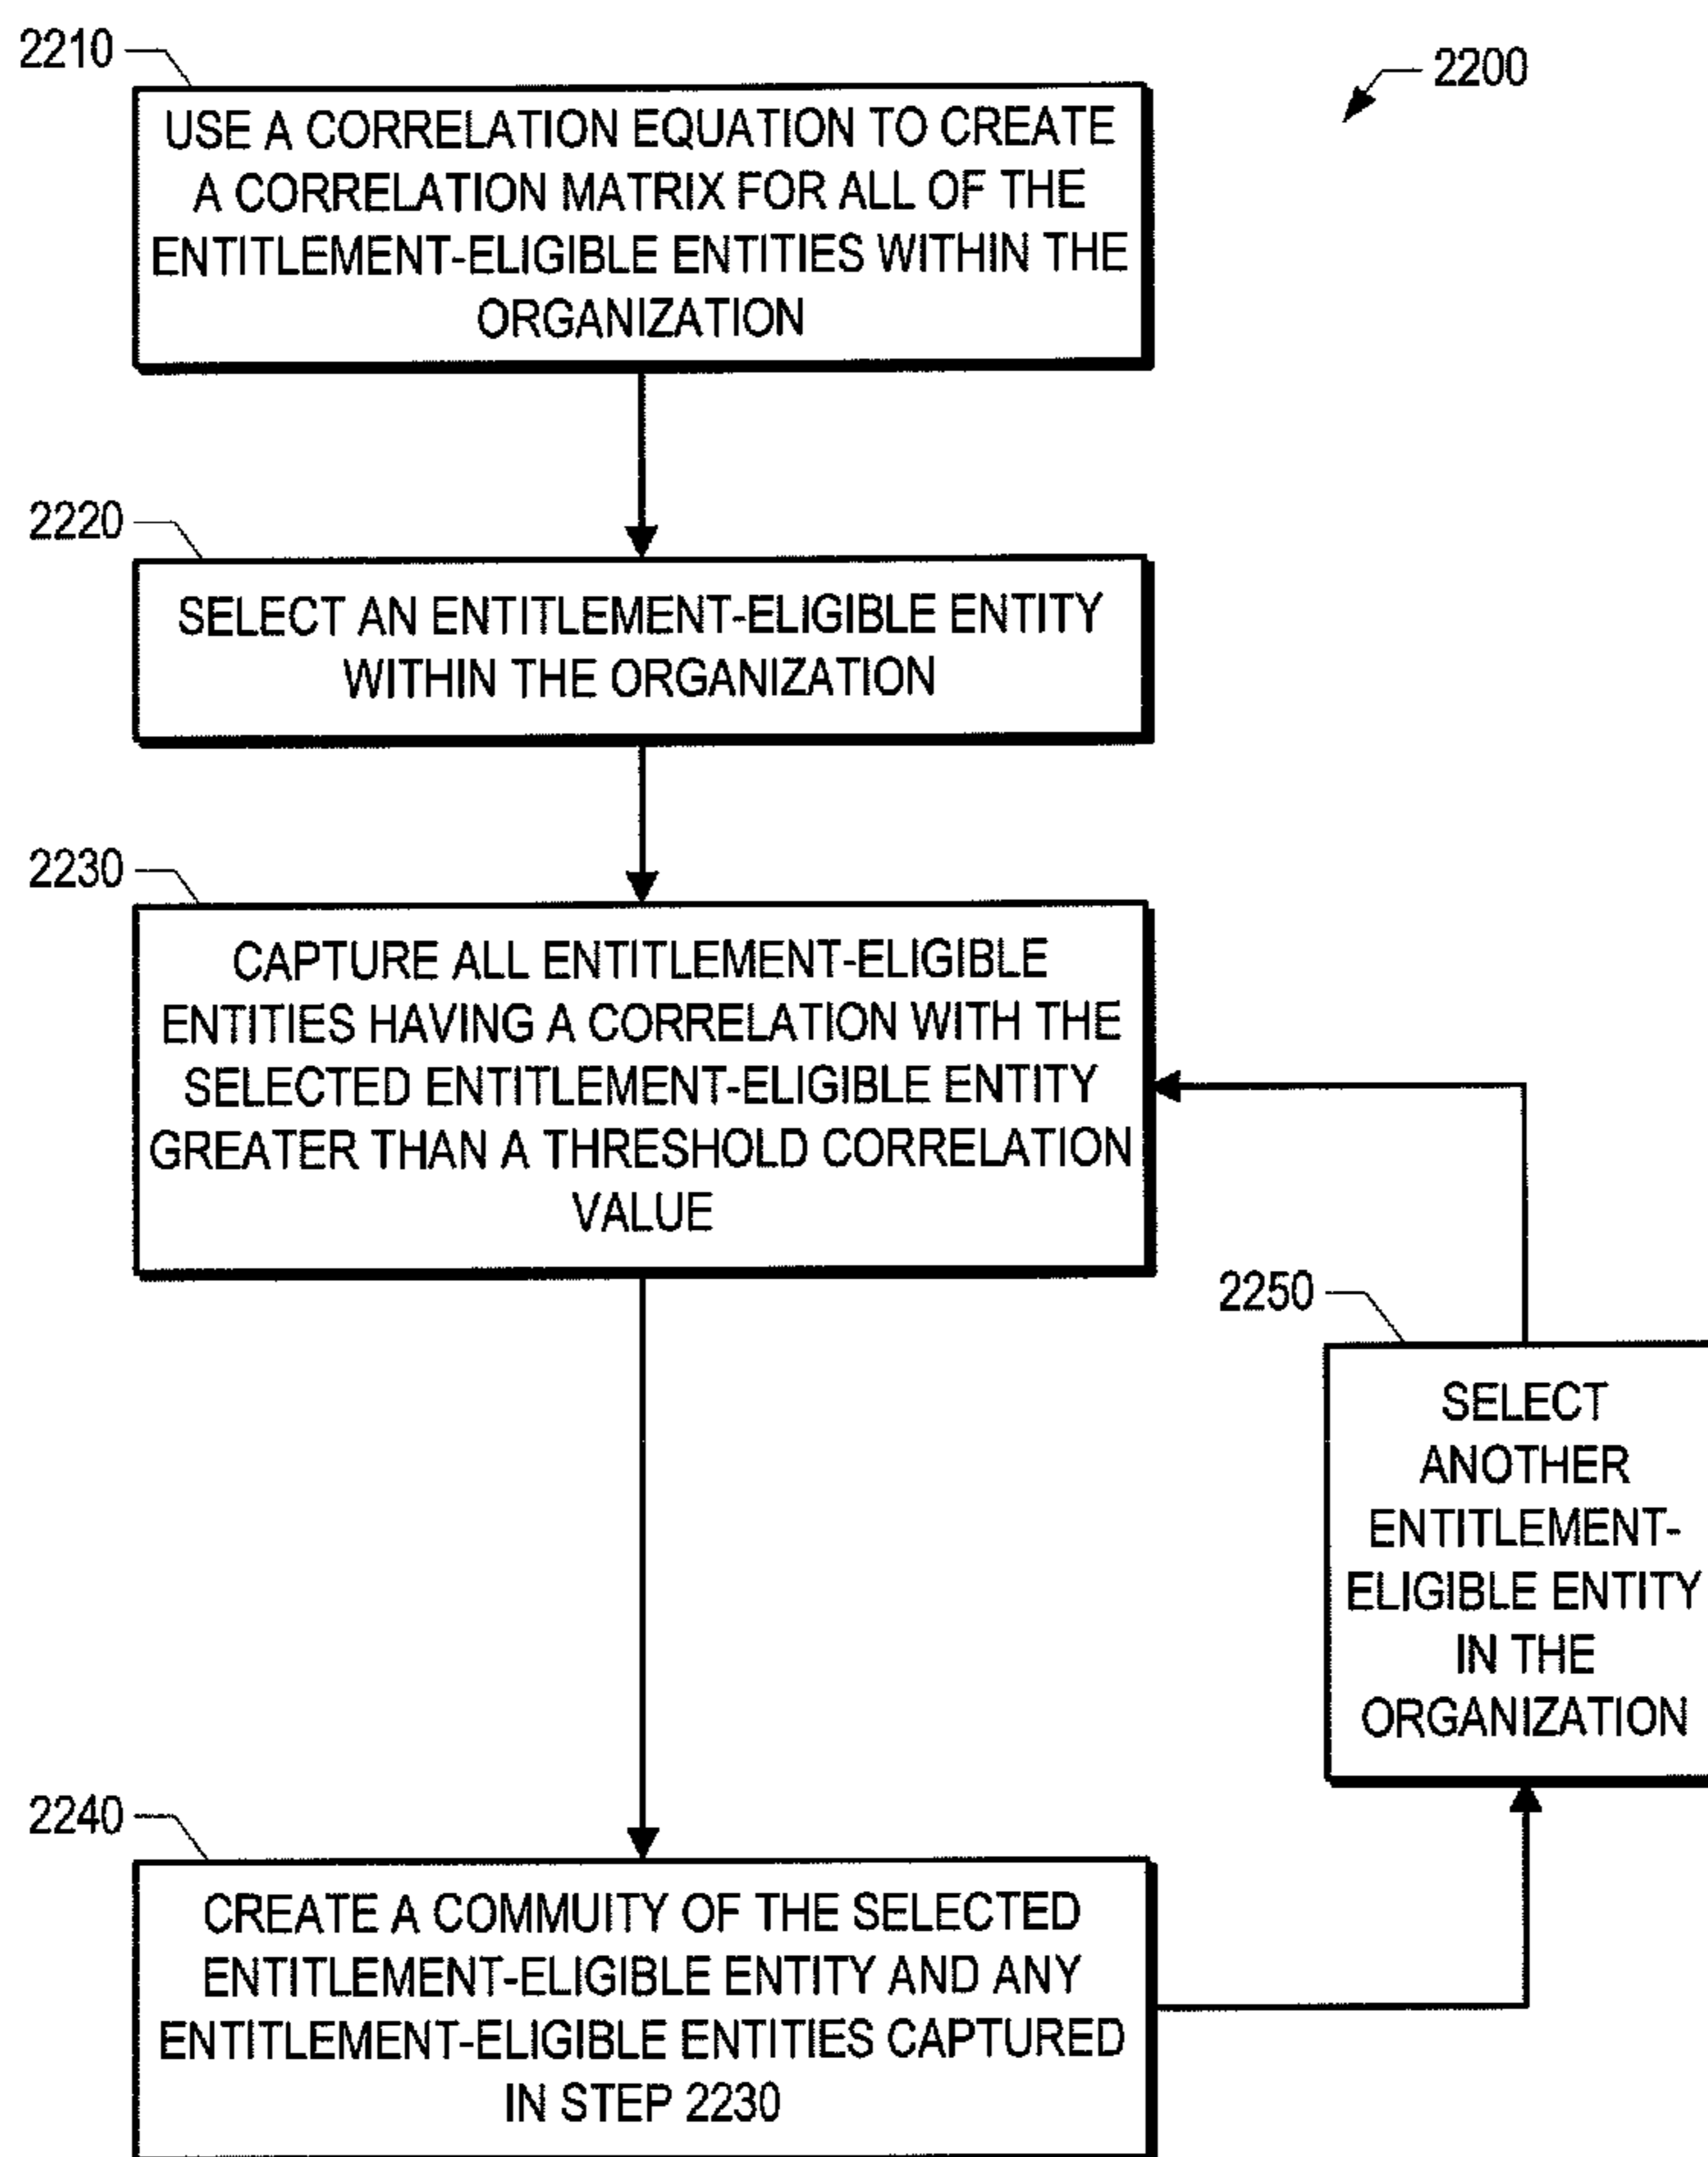 2210
2200
USE A CORRELATION EQUATION TO CREATE
A CORRELATION MATRIX FOR ALL OF THE
ENTITLEMENT-ELIGIBLE ENTITIES WITHIN THE
ORGANIZATION
2220
SELECT AN ENTITLEMENT-ELIGIBLE ENTITY
WITHIN THE ORGANIZATION
2230
CAPTURE ALL ENTITLEMENT-ELIGIBLE
ENTITIES HAVING A CORRELATION WITH THE
SELECTED ENTITLEMENT-ELIGIBLE ENTITY
GREATER THAN A THRESHOLD CORRELATION
VALUE
2250
SELECT
ANOTHER
ENTITLEMENT-
ELIGIBLE ENTITY
IN THE
ORGANIZATION
2240
CREATE A COMMUITY OF THE SELECTED
ENTITLEMENT-ELIGIBLE ENTITY AND ANY
ENTITLEMENT-ELIGIBLE ENTITIES CAPTURED
IN STEP 2230